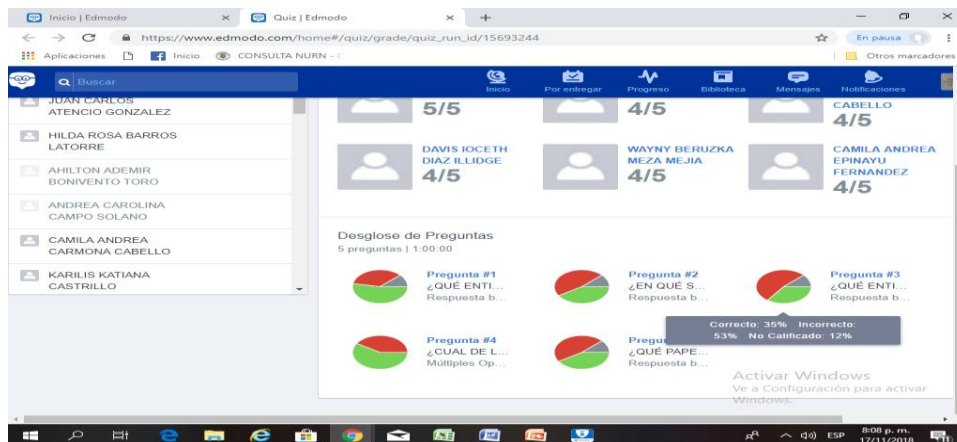 Inicio | Edmodo
Quiz | Edmodo
https://www.edmodo.com/home#/quiz/grade/quiz_run_id/15693244
En pausa
Aplicaciones
Inicio
CONSULTA NURN - C
Otros marcadores
Buscar
Inicio
Por entregar
Progreso
Biblioteca
Mensajes
Notificaciones
JUAN CARLOS
ATENCIO GONZALEZ
HILDA ROSA BARROS
LATORRE
AHILTON ADEMIR
BONIVENTO TORO
ANDREA CAROLINA
CAMPO SOLANO
CAMILA ANDREA
CARMONA CABELLO
KARILIS KATIANA
CASTRILLO
5/5
4/5
CABELLO
4/5
DAVIS IOCETH
DIAZ ILLIDGE
4/5
WAYNY BERUZKA
MEZA MEJIA
4/5
CAMILA ANDREA
EPINAYU
FERNANDEZ
4/5
Desglose de Preguntas
5 preguntas | 1:00:00
Pregunta #1
¿QUÉ ENTI...
Respuesta b...
Pregunta #2
¿EN QUÉ S...
Respuesta b...
Pregunta #3
¿QUÉ ENTI...
Respuesta b...
Correcto: 35% Incorrecto:
53% No Calificado: 12%
Pregunta #4
¿CUAL DE L...
Múltiples Op...
Pregu
¿QUÉ PAPE...
Respuesta b...
Activar Windows
Ve a Configuración para activar
Windows.
ESP
8:08 p. m.
17/11/2018